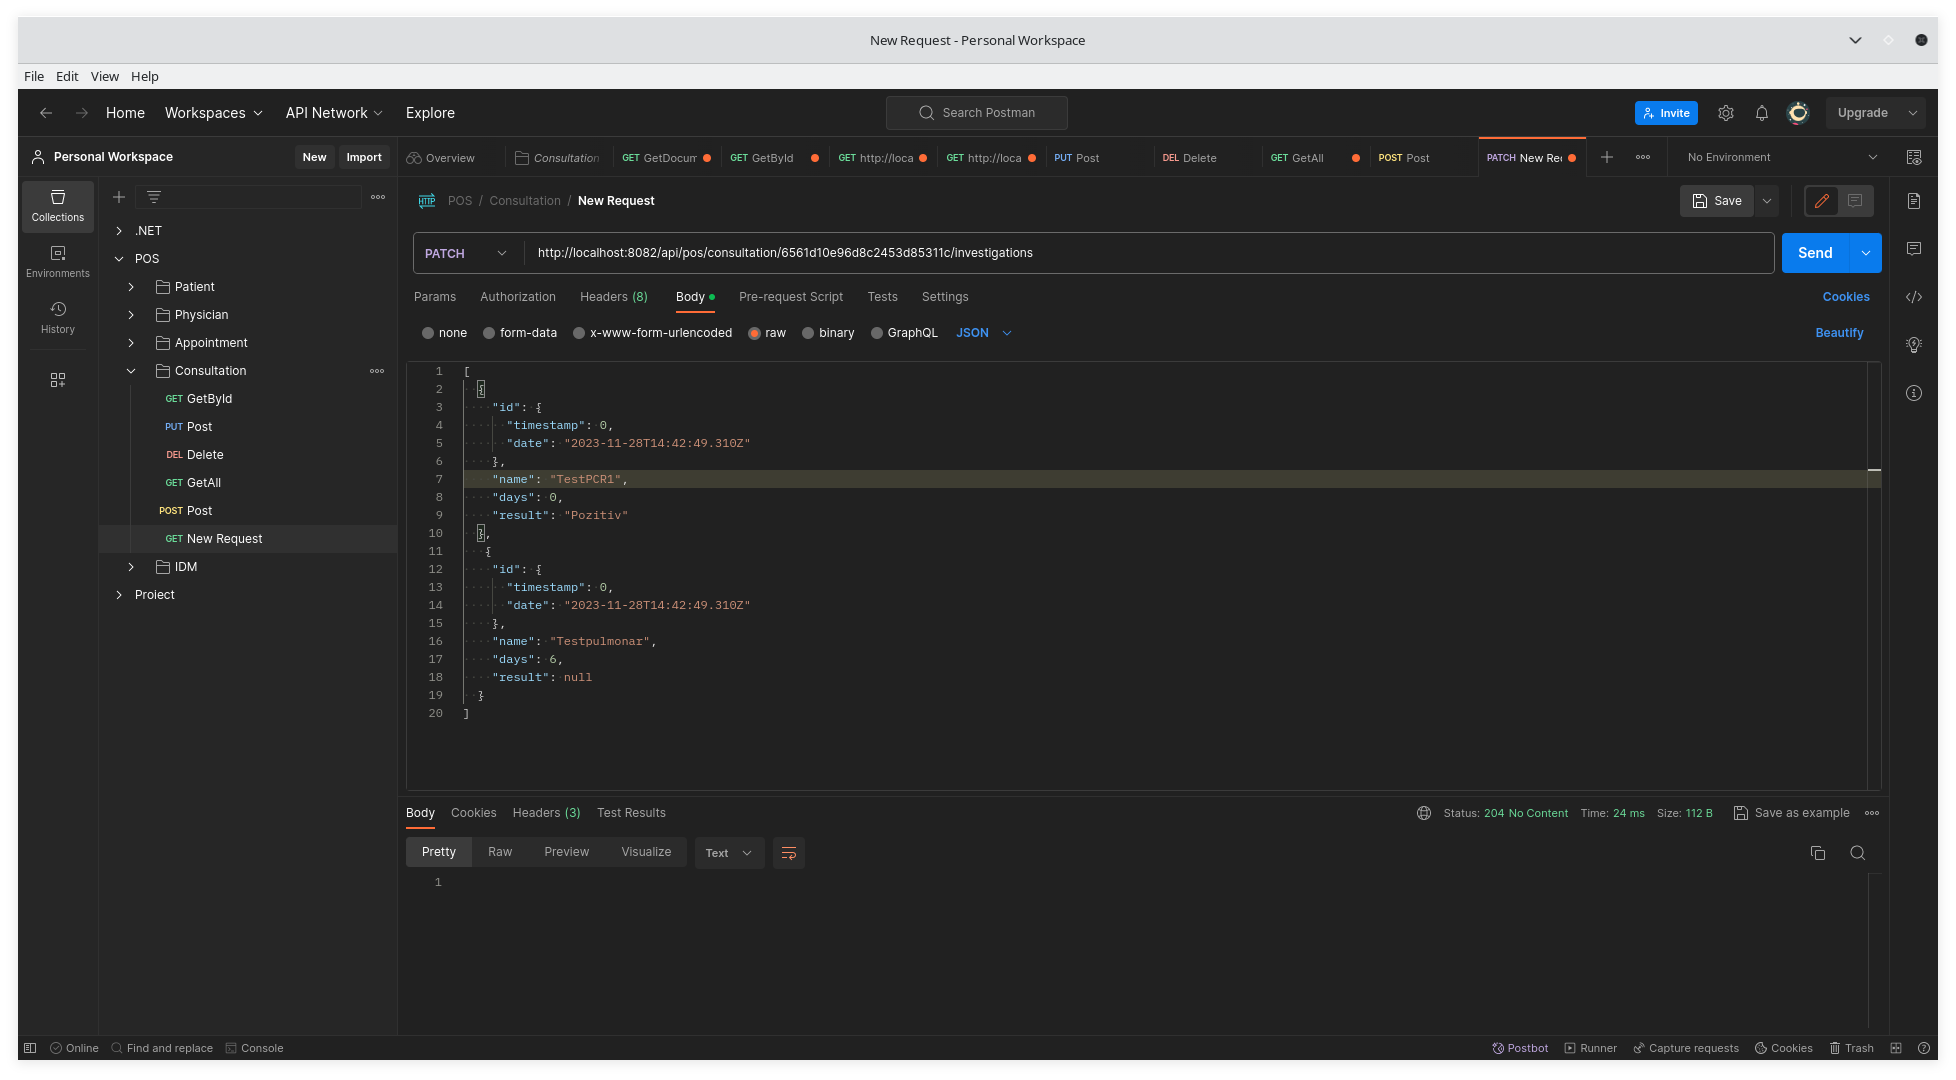 New Request - Personal Workspace
File Edit View Help
Home Workspaces API Network Explore Search Postman Invite Upgrade
Personal Workspace New Import
Overview Consultation GET GetDocum GET GetById GET http://loca GET http://loca PUT Post DEL Delete GET GetAll POST Post PATCH New Rec No Environment
Collections
Environments
History
.NET
POS
Patient
Physician
Appointment
Consultation
GET GetById
PUT Post
DEL Delete
GET GetAll
POST Post
GET New Request
IDM
Project
HTTP POS / Consultation / New Request Save
PATCH http://localhost:8082/api/pos/consultation/6561d10e96d8c2453d85311c/investigations Send
Params Authorization Headers (8) Body Pre-request Script Tests Settings Cookies
none form-data x-www-form-urlencoded raw binary GraphQL JSON Beautify
1 [
2 {
3 "id": {
4 "timestamp": 0,
5 "date": "2023-11-28T14:42:49.310Z"
6 },
7 "name": "TestPCR1",
8 "days": 0,
9 "result": "Pozitiv"
10 },
11 {
12 "id": {
13 "timestamp": 0,
14 "date": "2023-11-28T14:42:49.310Z"
15 },
16 "name": "Testpulmonar",
17 "days": 6,
18 "result": null
19 }
20 ]
Body Cookies Headers (3) Test Results Status: 204 No Content Time: 24 ms Size: 112 B Save as example
Pretty Raw Preview Visualize Text
1
Online Find and replace Console Postbot Runner Capture requests Cookies Trash